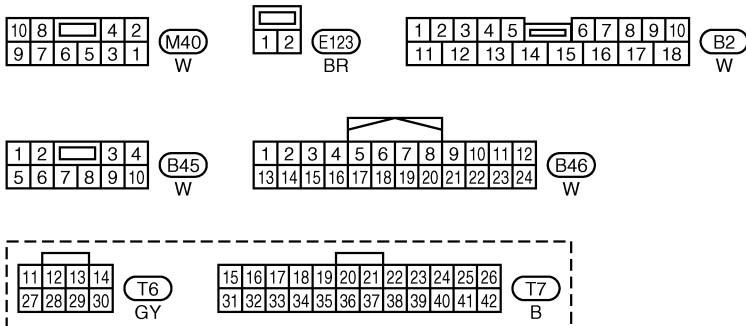 10 8 4 2
9 7 6 5 3 1
M40
W
1 2
E123
BR
1 2 3 4 5 6 7 8 9 10
11 12 13 14 15 16 17 18
B2
W
1 2 3 4
5 6 7 8 9 10
B45
W
1 2 3 4 5 6 7 8 9 10 11 12
13 14 15 16 17 18 19 20 21 22 23 24
B46
W
11 12 13 14
27 28 29 30
T6
GY
15 16 17 18 19 20 21 22 23 24 25 26
31 32 33 34 35 36 37 38 39 40 41 42
T7
B